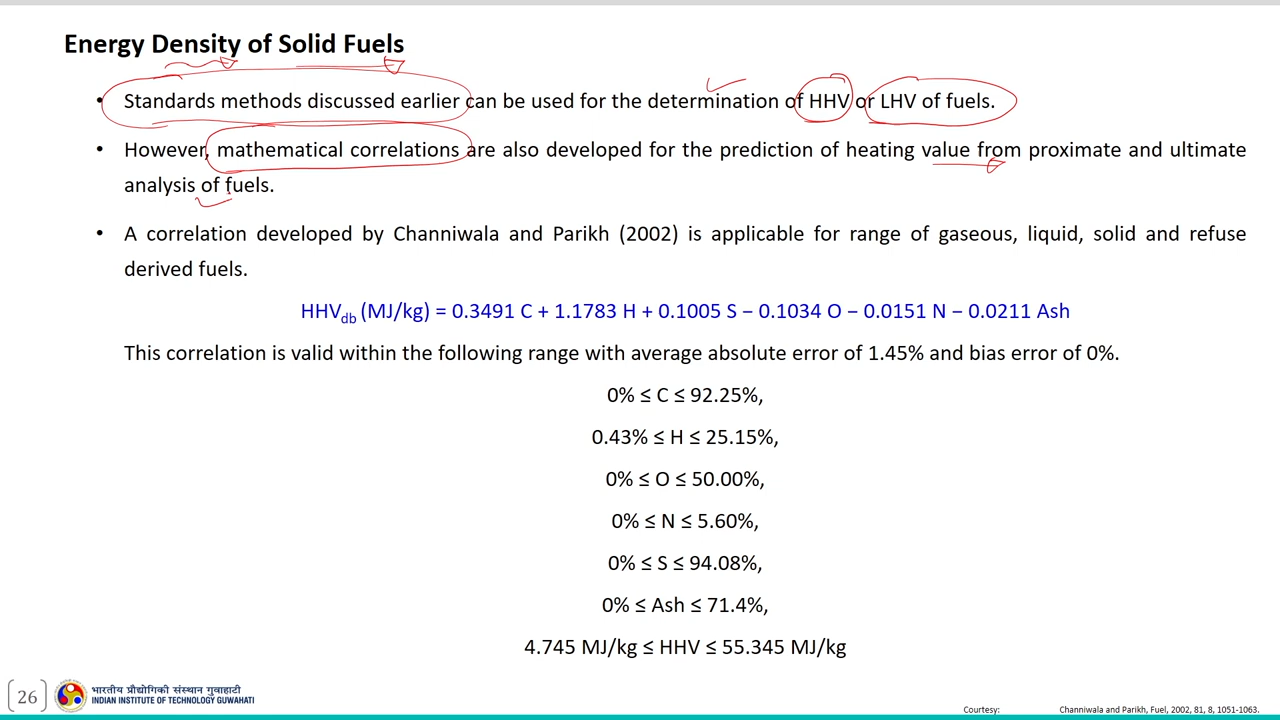 Energy Density of Solid Fuels
• Standards methods discussed earlier can be used for the determination of HHV or LHV of fuels.
• However, mathematical correlations are also developed for the prediction of heating value from proximate and ultimate
analysis of fuels.
• A correlation developed by Channiwala and Parikh (2002) is applicable for range of gaseous, liquid, solid and refuse
derived fuels.
HHVdb (MJ/kg) = 0.3491 C + 1.1783 H + 0.1005 S − 0.1034 O − 0.0151 N − 0.0211 Ash
This correlation is valid within the following range with average absolute error of 1.45% and bias error of 0%.
0% ≤ C ≤ 92.25%,
0.43% ≤ H ≤ 25.15%,
0% ≤ O ≤ 50.00%,
0% ≤ N ≤ 5.60%,
0% ≤ S ≤ 94.08%,
0% ≤ Ash ≤ 71.4%,
4.745 MJ/kg ≤ HHV ≤ 55.345 MJ/kg
26
भारतीय प्रौद्योगिकी संस्थान गुवाहाटी
INDIAN INSTITUTE OF TECHNOLOGY GUWAHATI
Courtesy: Channiwala and Parikh, Fuel, 2002, 81, 8, 1051-1063.